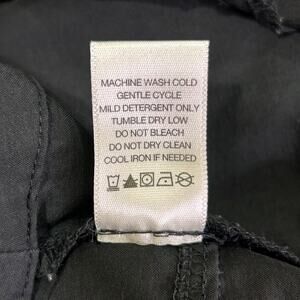 MACHINE WASH COLD
GENTLE CYCLE
MILD DETERGENT ONLY
TUMBLE DRY LOW
DO NOT BLEACH
DO NOT DRY CLEAN
COOL IRON IF NEEDED